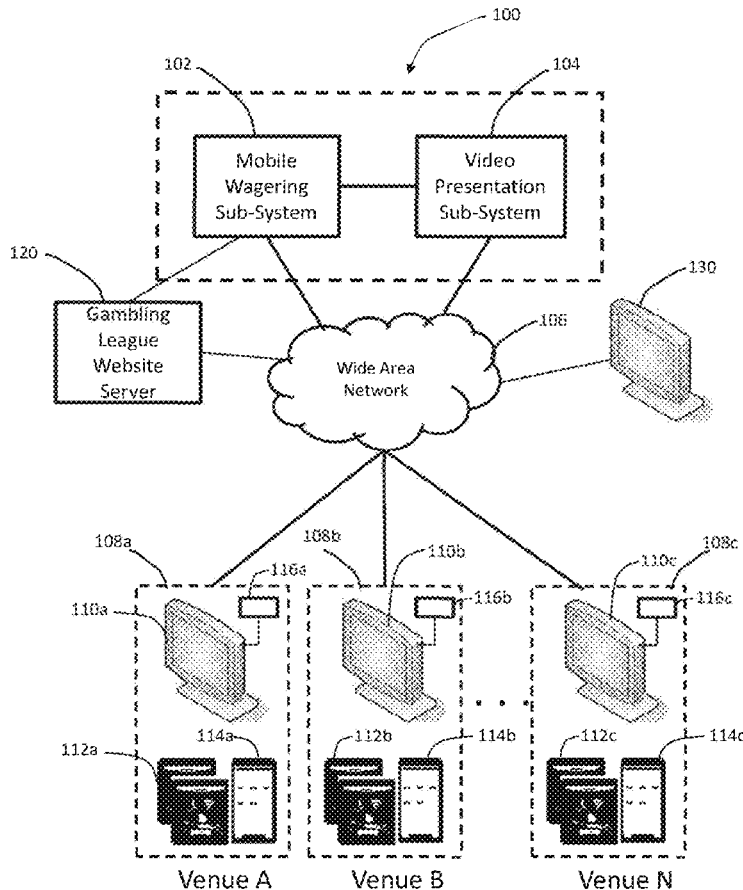 100
102
104
Mobile
Wagering
Sub-System
Video
Presentation
Sub-System
120
130
Gambling
League
Website
Server
106
Wide Area
Network
108a
108b
110b
110c
108c
116a
116b
116c
110a
112a
114a
112b
114b
112c
114c
. . .
Venue A
Venue B
Venue N